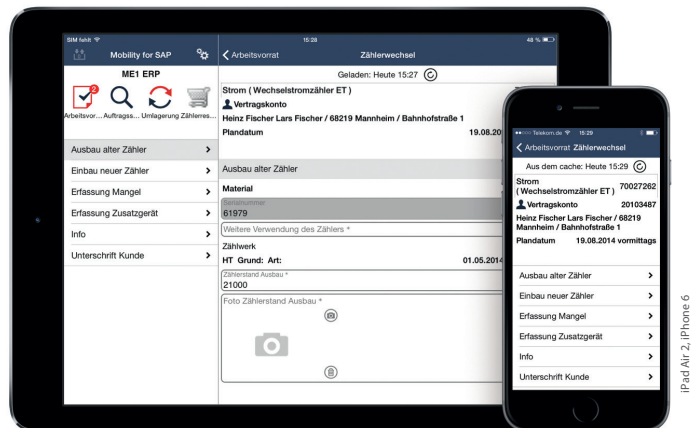 SIM fehlt
15:28
48 %
Mobility for SAP
Arbeitsvorrat
Zählerwechsel
ME1 ERP
2
Arbeitsvor... Auftragss... Umlagerung Zählerres...
Ausbau alter Zähler
Einbau neuer Zähler
Erfassung Mangel
Erfassung Zusatzgerät
Info
Unterschrift Kunde
Geladen: Heute 15:27
Strom ( Wechselstromzähler ET )
Vertragskonto
Heinz Fischer Lars Fischer / 68219 Mannheim / Bahnhofstraße 1
Plandatum 19.08.20
Ausbau alter Zähler
Material
Serialnummer
61979
Weitere Verwendung des Zählers *
Zählwerk
HT Grund: Art: 01.05.2014
Zählerstand Ausbau *
21000
Foto Zählerstand Ausbau *
Telekom.de 15:29
Arbeitsvorrat Zählerwechsel
Aus dem cache: Heute 15:29
Strom
( Wechselstromzähler ET ) 70027262
Vertragskonto 20103487
Heinz Fischer Lars Fischer / 68219
Mannheim / Bahnhofstraße 1
Plandatum 19.08.2014 vormittags
Ausbau alter Zähler
Einbau neuer Zähler
Erfassung Mangel
Erfassung Zusatzgerät
Info
Unterschrift Kunde
iPad Air 2, iPhone 6